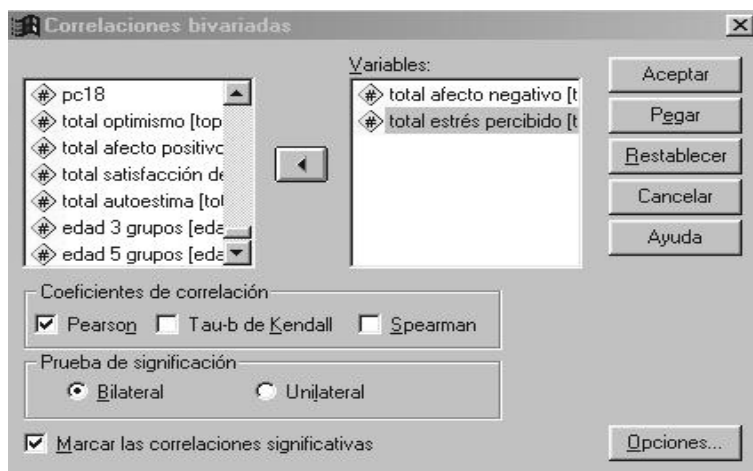 Correlaciones bivariadas
pc18
total optimismo [top
total afecto positivo
total satisfacción de
total autoestima [tot
edad 3 grupos [eda
edad 5 grupos [eda
Variables:
total afecto negativo [t
total estrés percibido [t
Aceptar
Pegar
Restablecer
Cancelar
Ayuda
Coeficientes de correlación
Pearson Tau-b de Kendall Spearman
Prueba de significación
Bilateral Unilateral
Marcar las correlaciones significativas
Opciones...